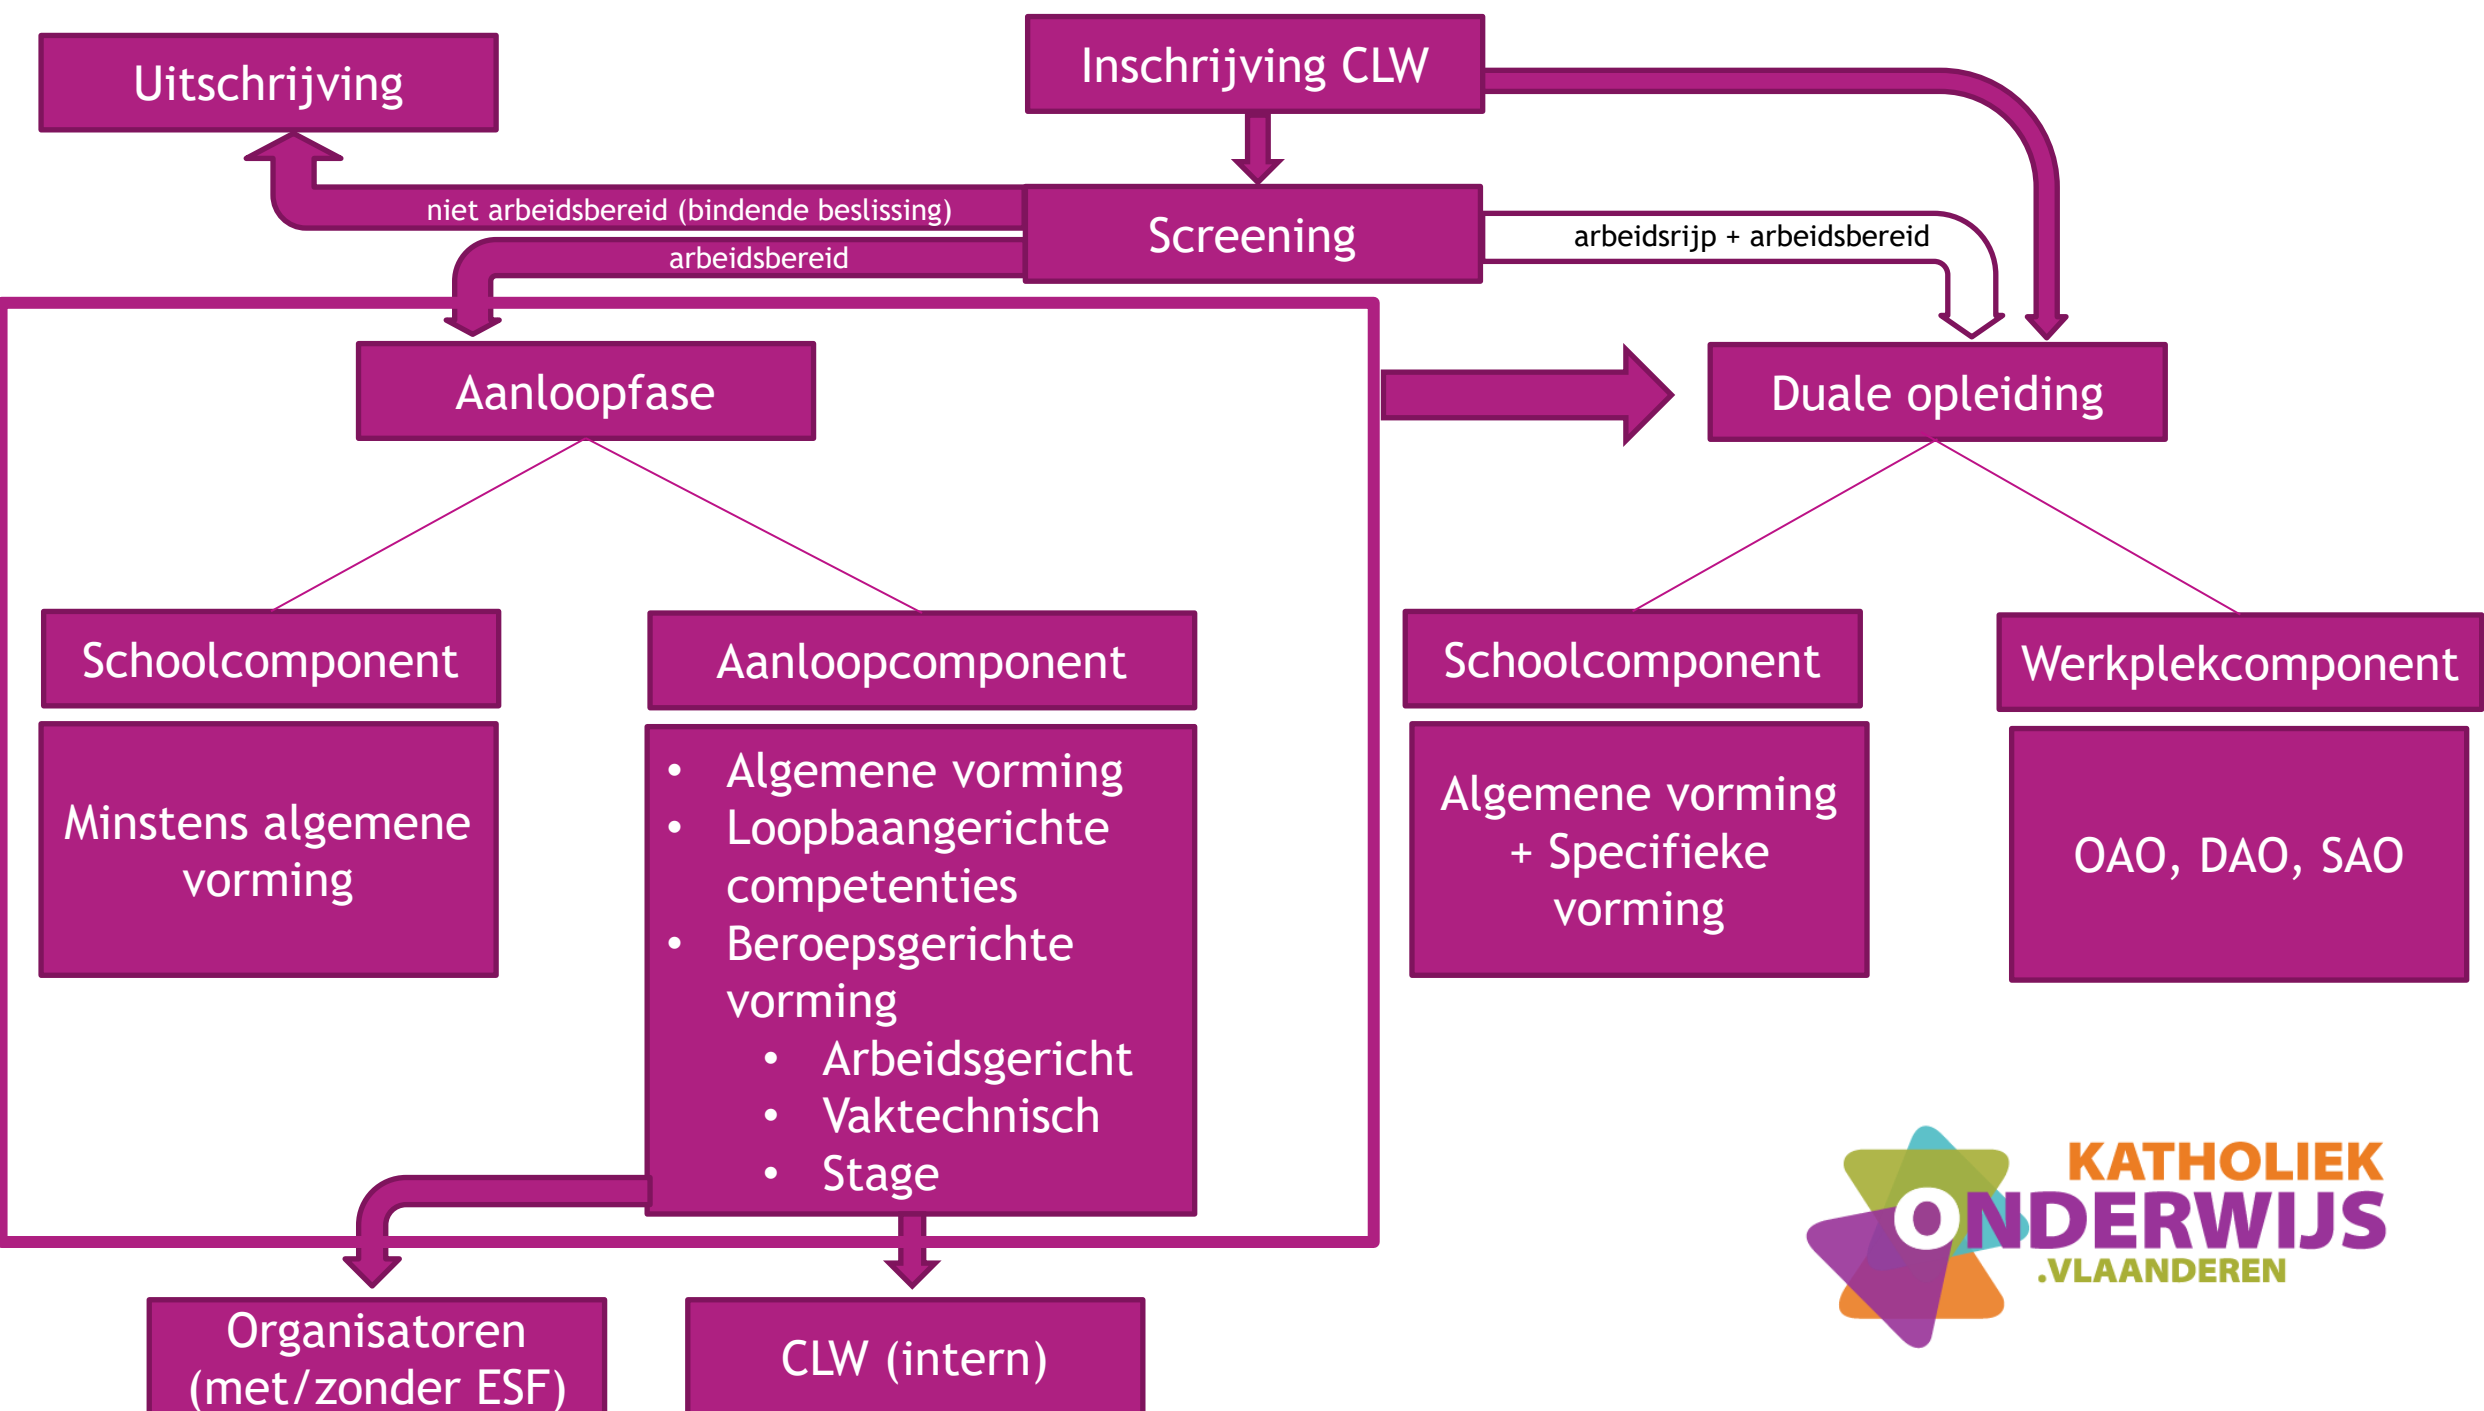 Uitschrijving
Inschrijving CLW
niet arbeidsbereid (bindende beslissing)
arbeidsbereid
Screening
arbeidsrijp + arbeidsbereid
Aanloopfase
Duale opleiding
Schoolcomponent
Aanloopcomponent
Schoolcomponent
Werkplekcomponent
Minstens algemene
vorming
• Algemene vorming
• Loopbaangerichte
competenties
• Beroepsgerichte
vorming
• Arbeidsgericht
• Vaktechnisch
• Stage
Algemene vorming
+ Specifieke
vorming
OAO, DAO, SAO
Organisatoren
(met/zonder ESF)
CLW (intern)
KATHOLIEK
ONDERWIJS
.VLAANDEREN